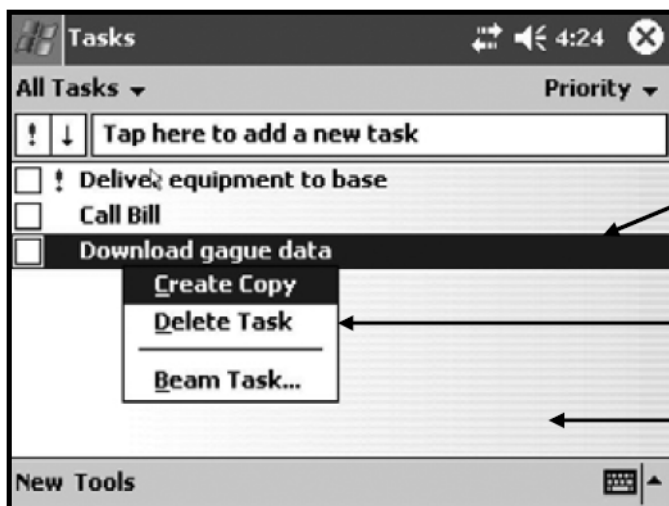 Tasks 4:24
All Tasks Priority
! ↓ Tap here to add a new task
! Deliver equipment to base
Call Bill
Download gague data
Create Copy
Delete Task
Beam Task...
New Tools